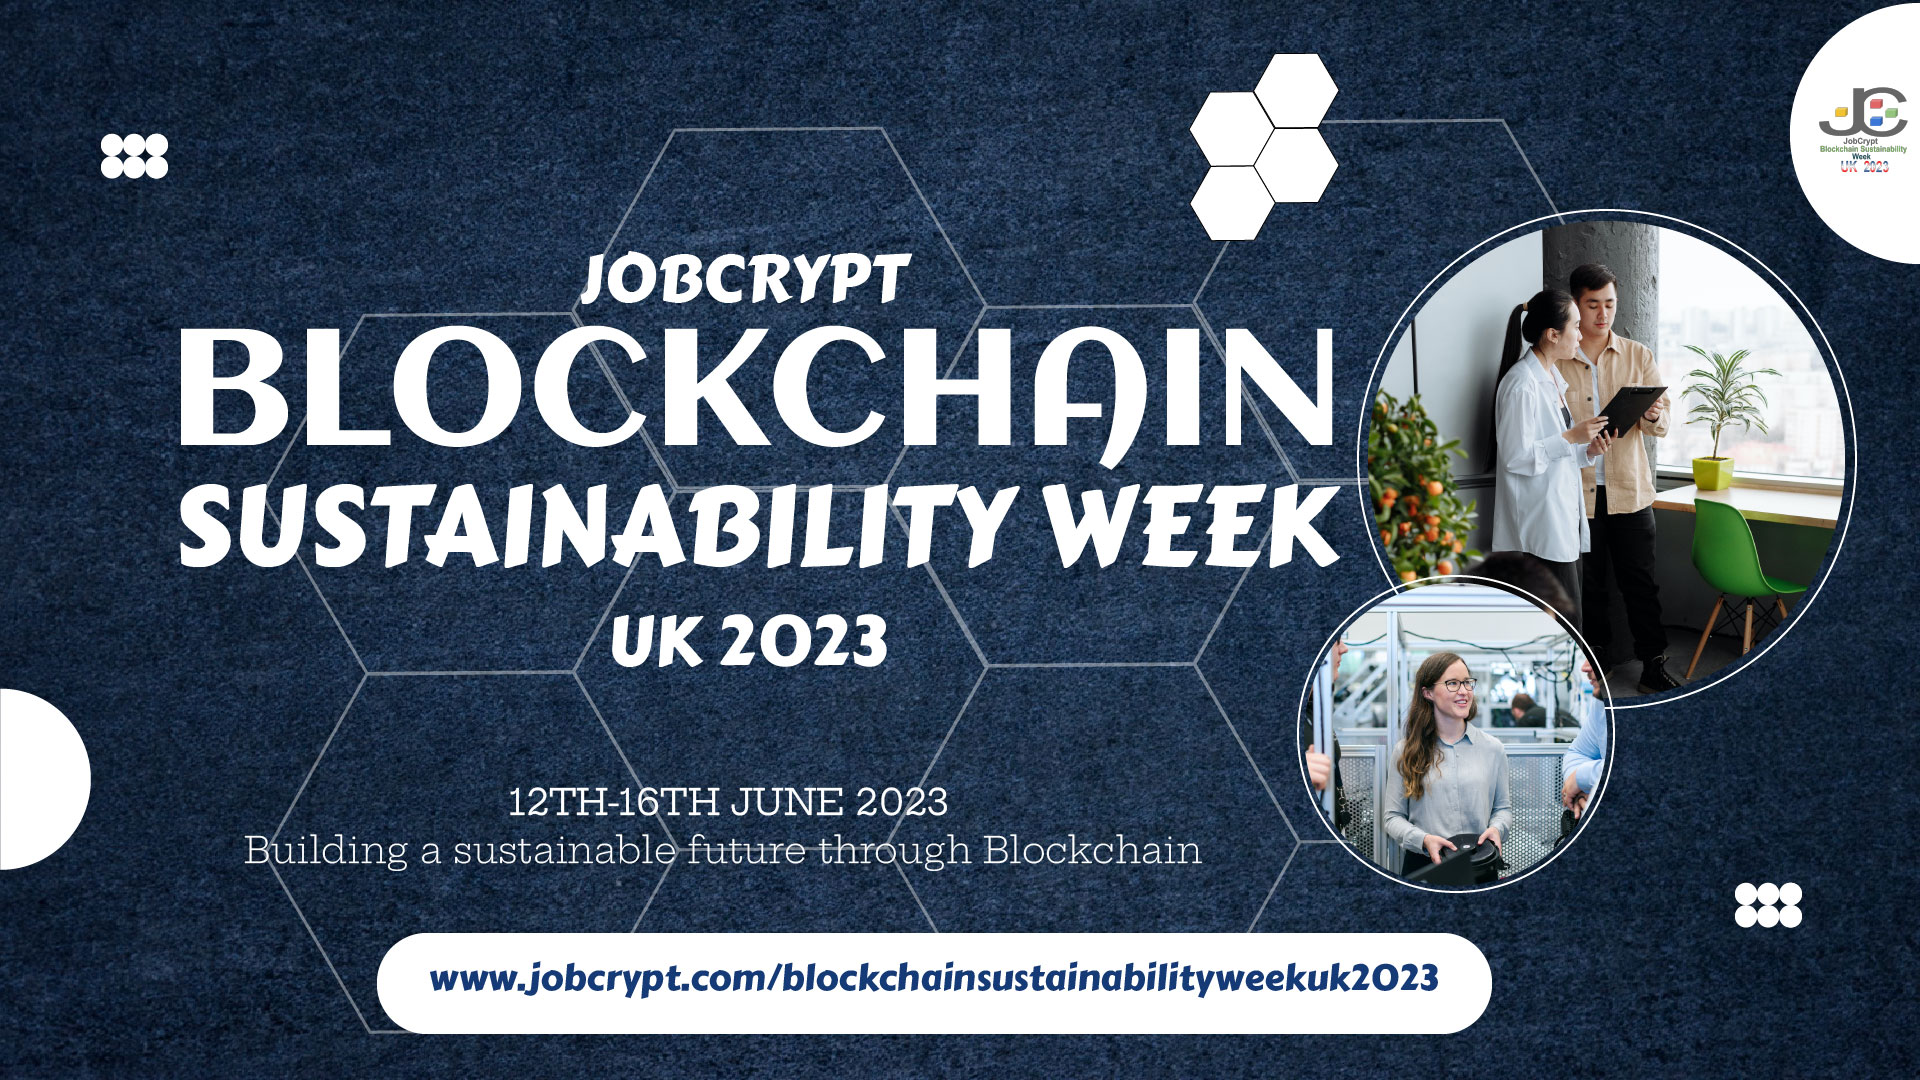 JobCrypt
Blockchain Sustainability
Week
UK 2023
JOBCRYPT
BLOCKCHAIN
SUSTAINABILITY WEEK
UK 2023
12TH-16TH JUNE 2023
Building a sustainable future through Blockchain
www.jobcrypt.com/blockchainsustainabilityweekuk2023